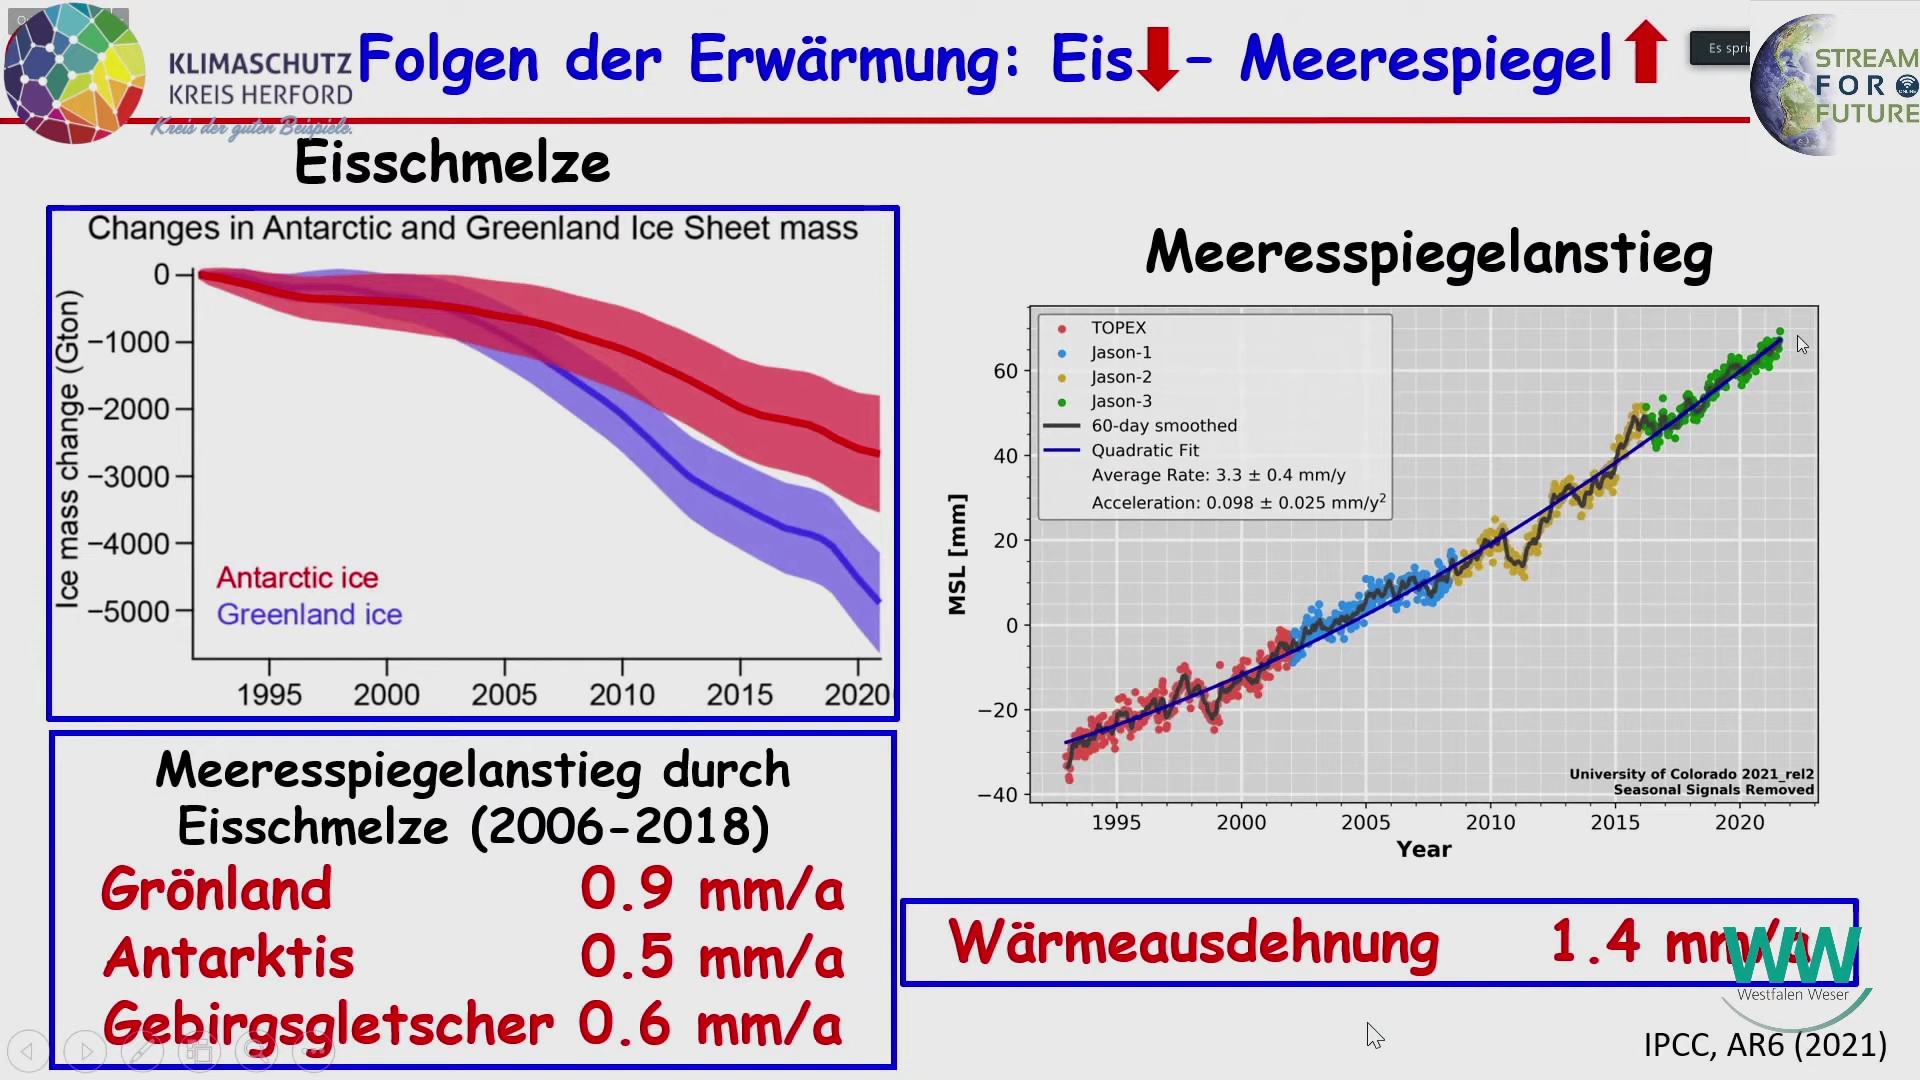 KLIMASCHUTZ
KREIS HERFORD
Kreis der guten Beispiele.
Folgen der Erwärmung: Eis – Meerespiegel
Es spri
STREAM
FOR
FUTURE
Eisschmelze
Changes in Antarctic and Greenland Ice Sheet mass
Ice mass change (Gton)
0
−1000
−2000
−3000
−4000
−5000
Antarctic ice
Greenland ice
1995 2000 2005 2010 2015 2020
Meeresspiegelanstieg
TOPEX
Jason-1
Jason-2
Jason-3
60-day smoothed
Quadratic Fit
Average Rate: 3.3 ± 0.4 mm/y
Acceleration: 0.098 ± 0.025 mm/y²
MSL [mm]
60
40
20
0
−20
−40
University of Colorado 2021_rel2
Seasonal Signals Removed
1995 2000 2005 2010 2015 2020
Year
Meeresspiegelanstieg durch
Eisschmelze (2006-2018)
Grönland 0.9 mm/a
Antarktis 0.5 mm/a
Gebirgsgletscher 0.6 mm/a
Wärmeausdehnung 1.4 mm/a
WW
Westfalen Weser
IPCC, AR6 (2021)